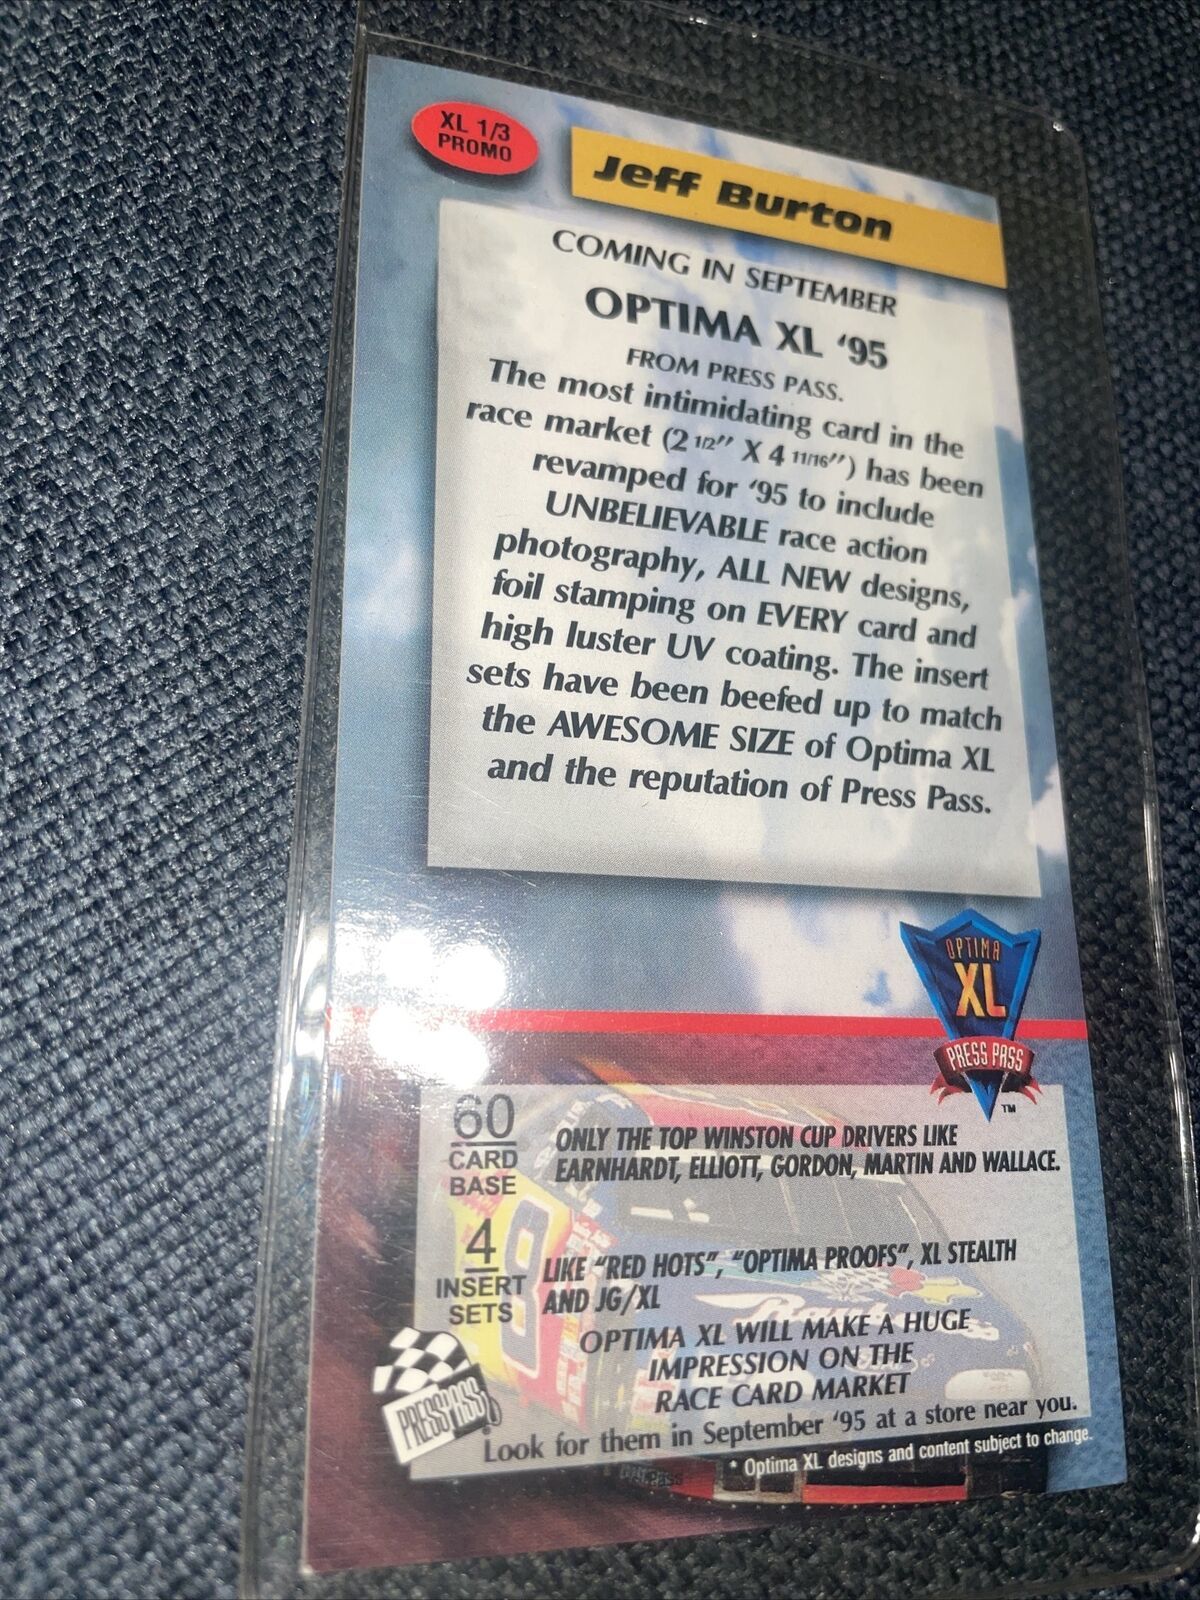 XL 1/3
PROMO
Jeff Burton
COMING IN SEPTEMBER
OPTIMA XL ‘95
FROM PRESS PASS.
The most intimidating card in the
race market (2 1/2” X 4 11/16”) has been
revamped for ‘95 to include
UNBELIEVABLE race action
photography, ALL NEW designs,
foil stamping on EVERY card and
high luster UV coating. The insert
sets have been beefed up to match
the AWESOME SIZE of Optima XL
and the reputation of Press Pass.
OPTIMA
XL
PRESS PASS
TM
60
CARD
BASE
ONLY THE TOP WINSTON CUP DRIVERS LIKE
EARNHARDT, ELLIOTT, GORDON, MARTIN AND WALLACE.
4
INSERT
SETS
LIKE “RED HOTS”, “OPTIMA PROOFS”, XL STEALTH
AND JG/XL
OPTIMA XL WILL MAKE A HUGE
IMPRESSION ON THE
RACE CARD MARKET
PRESS PASS®
Look for them in September ‘95 at a store near you.
* Optima XL designs and content subject to change.
8